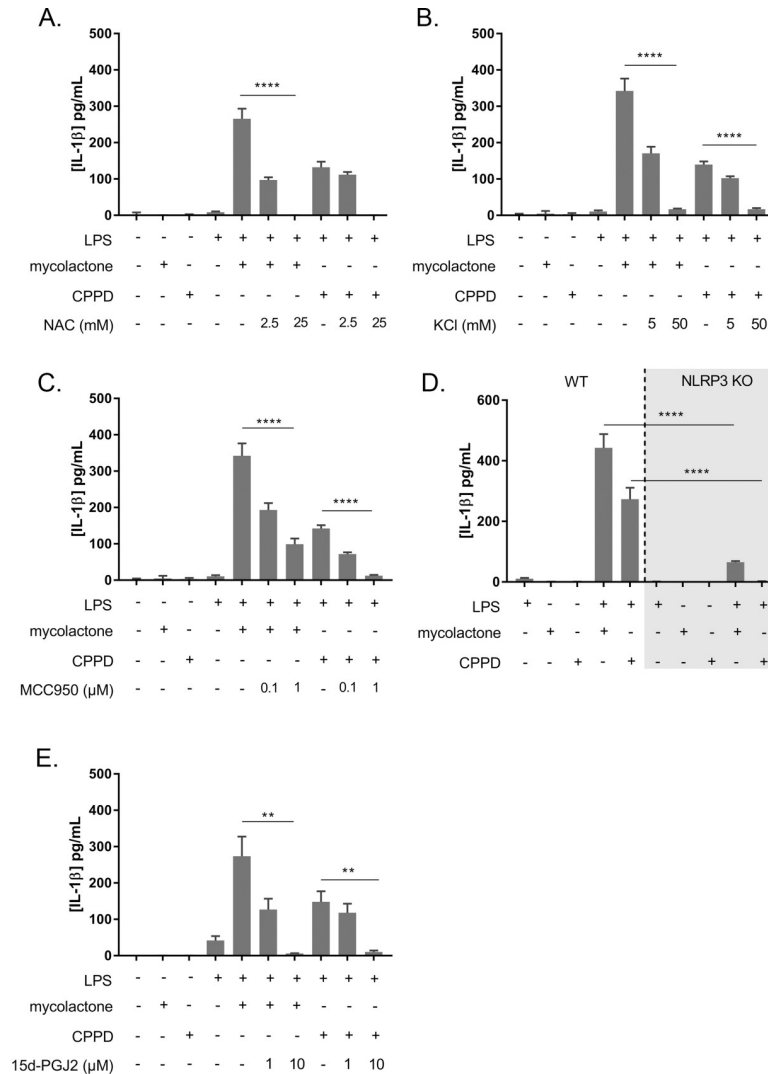 A.
[IL-1β] pg/mL
500
400
300
200
100
0
****
LPS - - - + + + + + + +
mycolactone - + - - + + + - - -
CPPD - - + - - - - + + +
NAC (mM) - - - - - 2.5 25 - 2.5 25
B.
[IL-1β] pg/mL
500
400
300
200
100
0
****
****
LPS - - - + + + + + + +
mycolactone - + - - + + + - - -
CPPD - - + - - - - + + +
KCl (mM) - - - - - 5 50 - 5 50
C.
[IL-1β] pg/mL
500
400
300
200
100
0
****
****
LPS - - - + + + + + + +
mycolactone - + - - + + + - - -
CPPD - - + - - - - + + +
MCC950 (μM) - - - - - 0.1 1 - 0.1 1
D.
WT NLRP3 KO
[IL-1β] pg/mL
600
400
200
0
****
****
LPS + - - + + + - - + +
mycolactone - + - + - - + - + -
CPPD - - + - + - - + - +
E.
[IL-1β] pg/mL
500
400
300
200
100
0
**
**
LPS - - - + + + + + + +
mycolactone - + - - + + + - - -
CPPD - - + - - - - + + +
15d-PGJ2 (μM) - - - - - 1 10 - 1 10